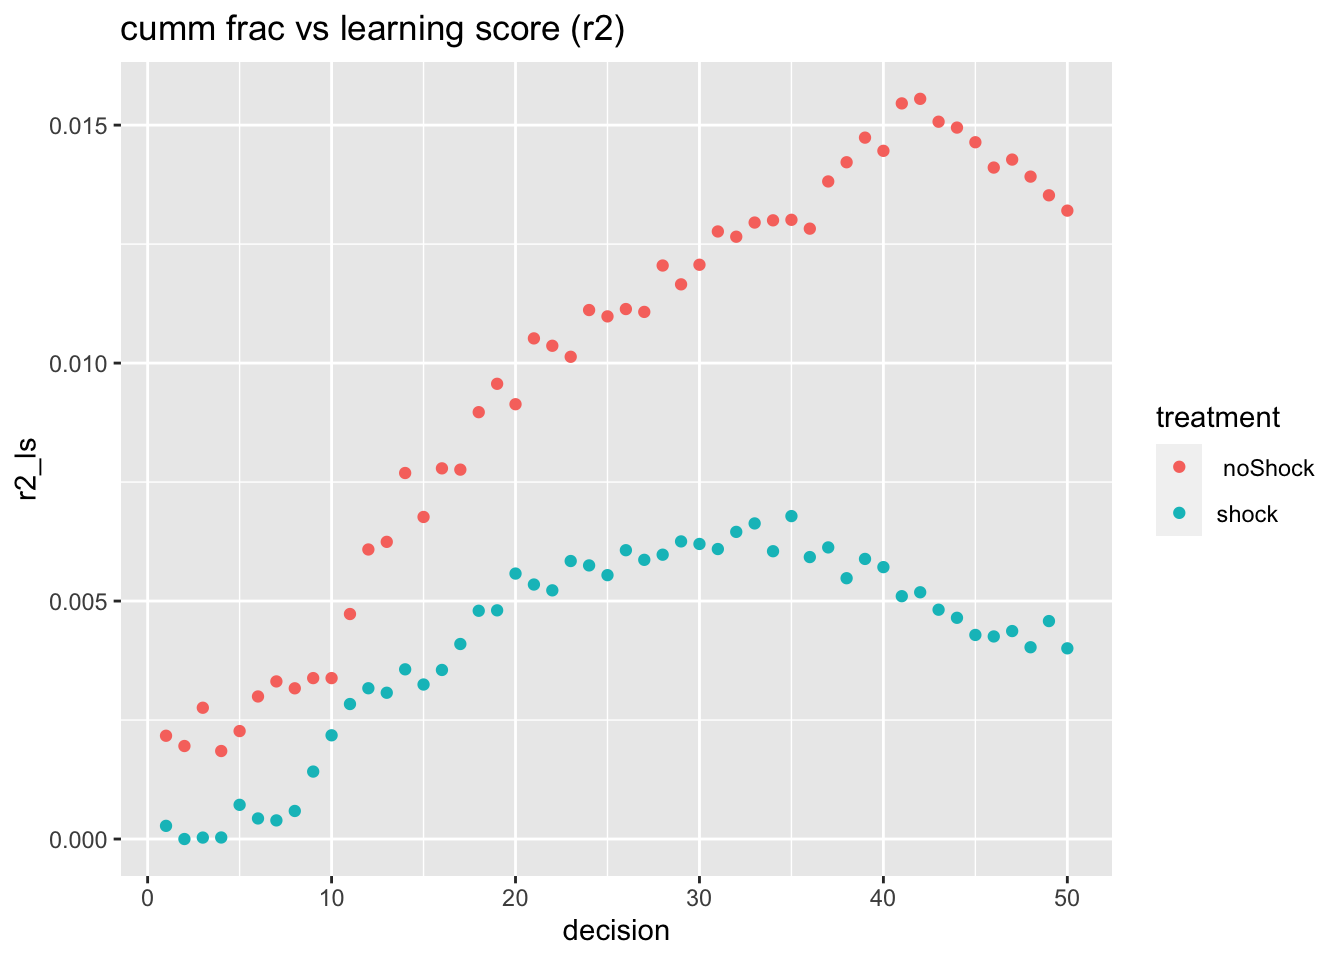 cumm frac vs learning score (r2)
0.015
0.010
0.005
0.000
r2_ls
0 10 20 30 40 50
decision
treatment
noShock
shock